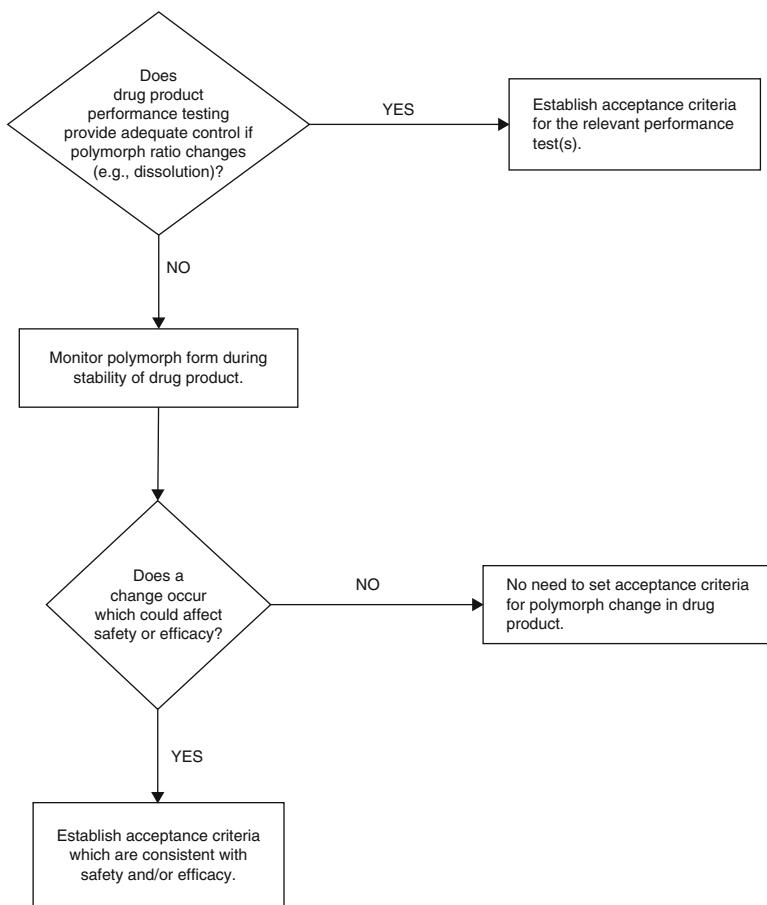 Does
drug product
performance testing
provide adequate control if
polymorph ratio changes
(e.g., dissolution)?
YES
Establish acceptance criteria
for the relevant performance
test(s).
NO
Monitor polymorph form during
stability of drug product.
Does a
change occur
which could affect
safety or efficacy?
NO
No need to set acceptance criteria
for polymorph change in drug
product.
YES
Establish acceptance criteria
which are consistent with
safety and/or efficacy.